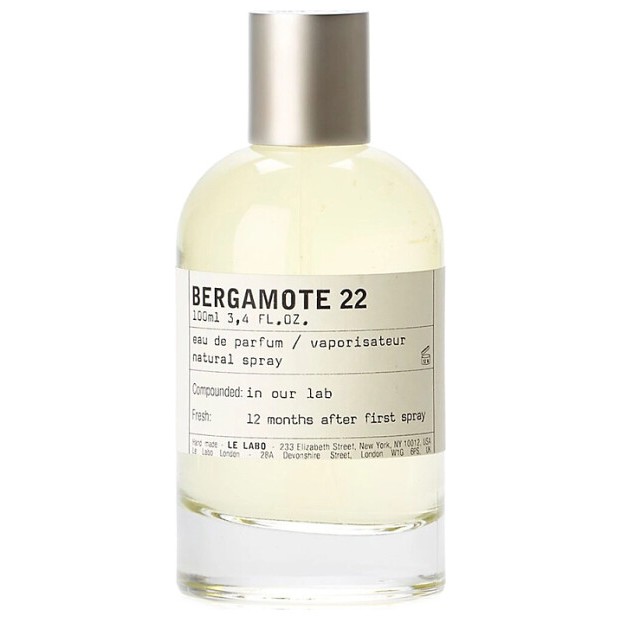 BERGAMOTE 22
100ml 3,4 FL.OZ.
eau de parfum / vaporisateur
natural spray
Compounded: in our lab
Fresh: 12 months after first spray
Hand made - LE LABO - 233 Elizabeth Street, New York, NY 10012, USA
Le Labo London - 28A Devonshire Street, London W1G 6PS, UK